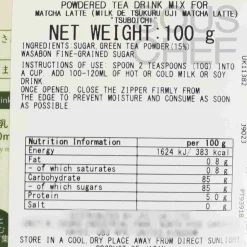 POWDERED TEA DRINK MIX FOR
MATCHA LATTE (MILK DE TSUKURU UJI MATCHA LATTE)
"TSUBOICHI"
NET WEIGHT:100 g
INGREDIENTS:SUGAR,GREEN TEA POWDER(15%)
WASABON FINE-GRAINED SUGAR
INSTRUCTIONS OF USE: SPOON 2 TEASPOONS (10G) INTO
A CUP. ADD 100~120ML OF HOT OR COLD MILK OR SOY
DRINK
ONCE OPENED: CLOSE THE ZIPPER FIRMLY FROM
THE EDGE TO PREVENT MOISTURE AND CONSUME AS SOON
AS POSSIBLE
Nutrition Information per 100 g
Energy 1624 kJ/ 383 kcal
Fat 0.8 g
- of which saturates 0.8 g
Carbohydrate 85 g
- of which sugars 85 g
Protein 5.0 g
Salt 0 g
STORE IN A COOL DRY PLACE AWAY FROM DIRECT SUNLIGHT
UK11382
J9023